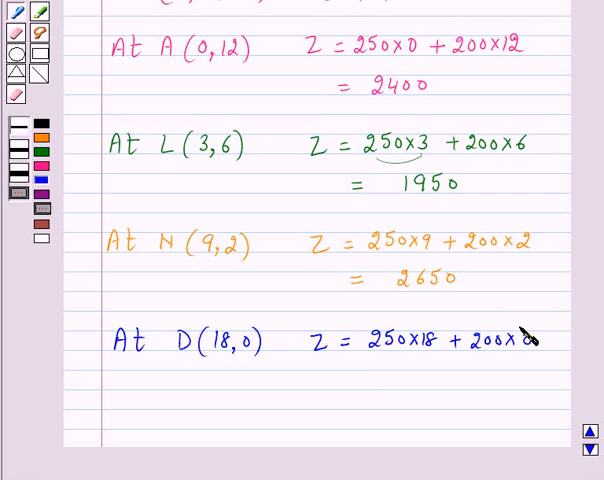 At A(0,12) Z = 250×0 + 200×12
= 2400
At L(3,6) Z = 250×3 + 200×6
= 1950
At N(9,2) Z = 250×9 + 200×2
= 2650
At D(18,0) Z = 250×18 + 200×0